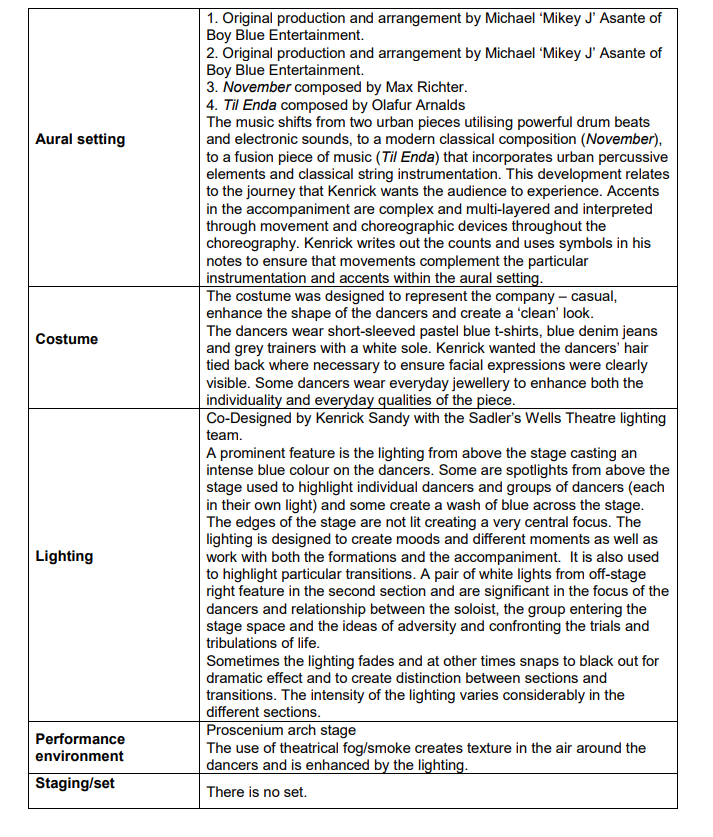 1. Original production and arrangement by Michael ‘Mikey J’ Asante of
Boy Blue Entertainment.
2. Original production and arrangement by Michael ‘Mikey J’ Asante of
Boy Blue Entertainment.
3. November composed by Max Richter.
4. Til Enda composed by Olafur Arnalds
Aural setting
The music shifts from two urban pieces utilising powerful drum beats
and electronic sounds, to a modern classical composition (November),
to a fusion piece of music (Til Enda) that incorporates urban percussive
elements and classical string instrumentation. This development relates
to the journey that Kenrick wants the audience to experience. Accents
in the accompaniment are complex and multi-layered and interpreted
through movement and choreographic devices throughout the
choreography. Kenrick writes out the counts and uses symbols in his
notes to ensure that movements complement the particular
instrumentation and accents within the aural setting.
Costume
The costume was designed to represent the company – casual,
enhance the shape of the dancers and create a ‘clean’ look.
The dancers wear short-sleeved pastel blue t-shirts, blue denim jeans
and grey trainers with a white sole. Kenrick wanted the dancers’ hair
tied back where necessary to ensure facial expressions were clearly
visible. Some dancers wear everyday jewellery to enhance both the
individuality and everyday qualities of the piece.
Lighting
Co-Designed by Kenrick Sandy with the Sadler’s Wells Theatre lighting
team.
A prominent feature is the lighting from above the stage casting an
intense blue colour on the dancers. Some are spotlights from above the
stage used to highlight individual dancers and groups of dancers (each
in their own light) and some create a wash of blue across the stage.
The edges of the stage are not lit creating a very central focus. The
lighting is designed to create moods and different moments as well as
work with both the formations and the accompaniment. It is also used
to highlight particular transitions. A pair of white lights from off-stage
right feature in the second section and are significant in the focus of the
dancers and relationship between the soloist, the group entering the
stage space and the ideas of adversity and confronting the trials and
tribulations of life.
Sometimes the lighting fades and at other times snaps to black out for
dramatic effect and to create distinction between sections and
transitions. The intensity of the lighting varies considerably in the
different sections.
Performance
environment
Proscenium arch stage
The use of theatrical fog/smoke creates texture in the air around the
dancers and is enhanced by the lighting.
Staging/set
There is no set.